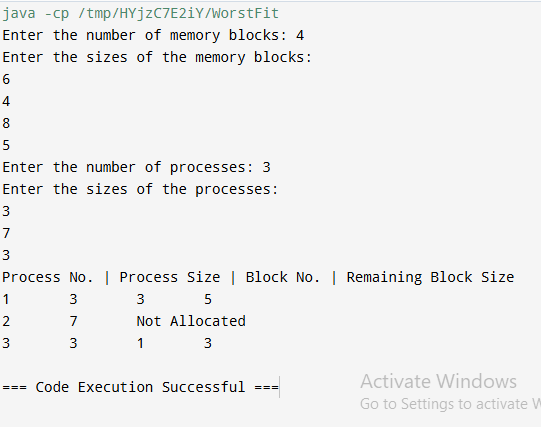 java -cp /tmp/HYjzC7E2iY/WorstFit
Enter the number of memory blocks: 4
Enter the sizes of the memory blocks:
6
4
8
5
Enter the number of processes: 3
Enter the sizes of the processes:
3
7
3
Process No. | Process Size | Block No. | Remaining Block Size
1 3 3 5
2 7 Not Allocated
3 3 1 3
=== Code Execution Successful ===
Activate Windows
Go to Settings to activate W